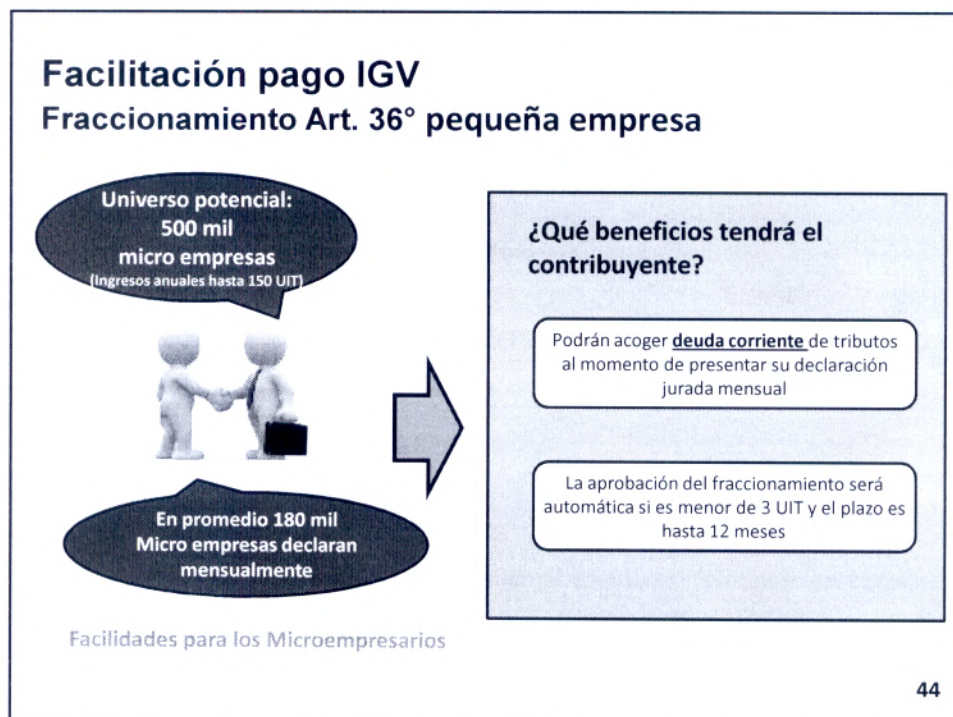 Facilitación pago IGV
Fraccionamiento Art. 36° pequeña empresa
Universo potencial:
500 mil
micro empresas
(Ingresos anuales hasta 150 UIT)
En promedio 180 mil
Micro empresas declaran
mensualmente
Facilidades para los Microempresarios
¿Qué beneficios tendrá el
contribuyente?
Podrán acoger deuda corriente de tributos
al momento de presentar su declaración
jurada mensual
La aprobación del fraccionamiento será
automática si es menor de 3 UIT y el plazo es
hasta 12 meses
44